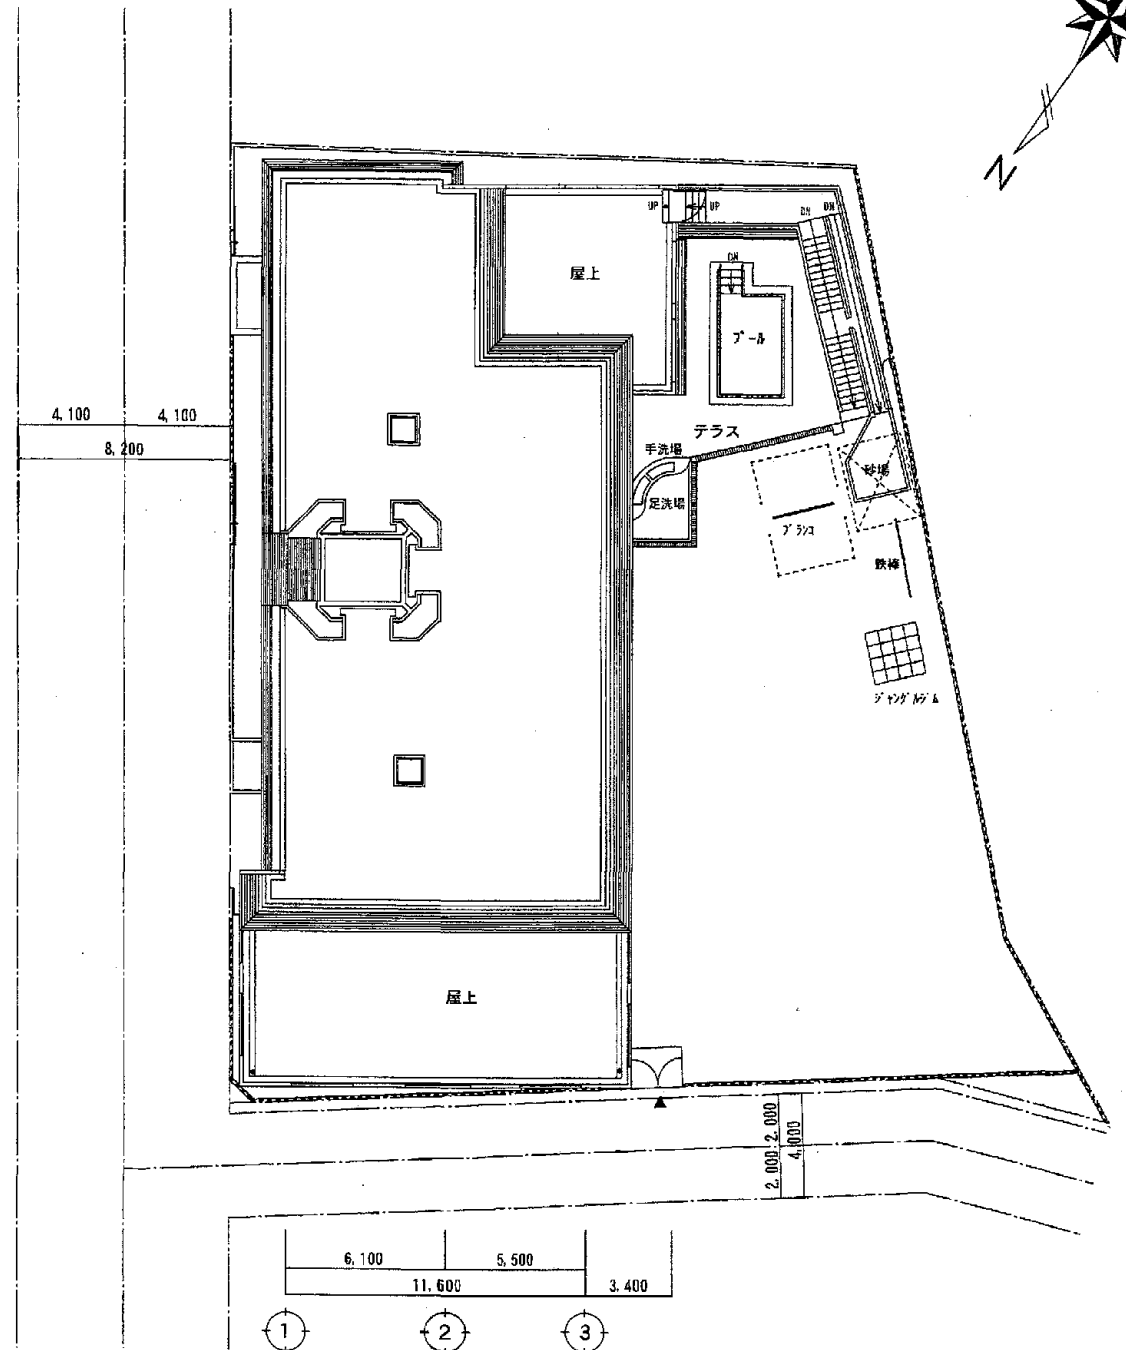 N
UP
UP
DN
DN
屋上
DN
プール
4,100
4,100
8,200
テラス
手洗場
砂場
足洗場
ブランコ
鉄棒
ジャングルジム
屋上
2,000
2,000
4,000
6,100
5,500
11,600
3,400
1
2
3